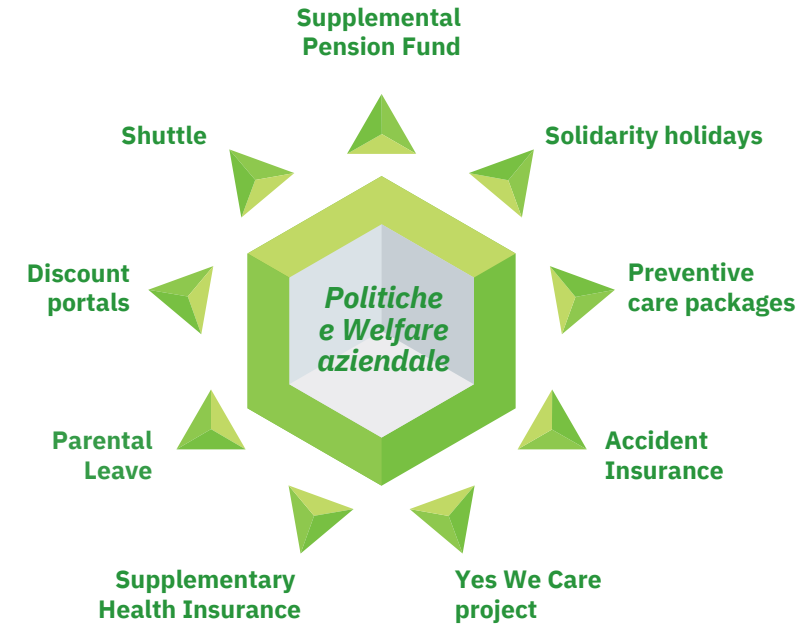 Supplemental
Pension Fund
Shuttle
Solidarity holidays
Discount
portals
Politiche
e Welfare
aziendale
Preventive
care packages
Parental
Leave
Accident
Insurance
Supplementary
Health Insurance
Yes We Care
project